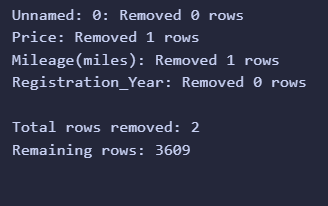 Unnamed: 0: Removed 0 rows
Price: Removed 1 rows
Mileage(miles): Removed 1 rows
Registration_Year: Removed 0 rows
Total rows removed: 2
Remaining rows: 3609